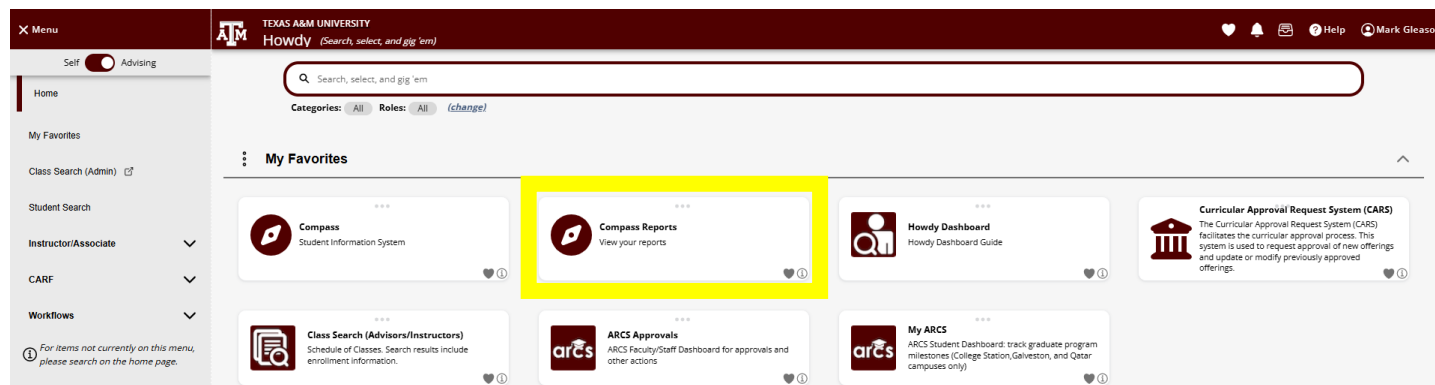 Menu
TEXAS A&M UNIVERSITY
Howdy (Search, select, and gig 'em)
Help
Mark Gleaso
Self Advising
Search, select, and gig 'em
Categories: All Roles: All (change)
Home
My Favorites
Class Search (Admin)
Student Search
Instructor/Associate
CARF
Workflows
For items not currently on this menu,
please search on the home page.
My Favorites
Compass
Student Information System
Compass Reports
View your reports
Howdy Dashboard
Howdy Dashboard Guide
Curricular Approval Request System (CARS)
The Curricular Approval Request System (CARS)
facilitates the curricular approval process. This
system is used to request approval of new offerings
and update or modify previously approved
offerings.
Class Search (Advisors/Instructors)
Schedule of Classes. Search results include
enrollment information.
arcs
ARCS Approvals
ARCS Faculty/Staff Dashboard for approvals and
other actions
arcs
My ARCS
ARCS Student Dashboard: track graduate program
milestones (College Station,Galveston, and Qatar
campuses only)